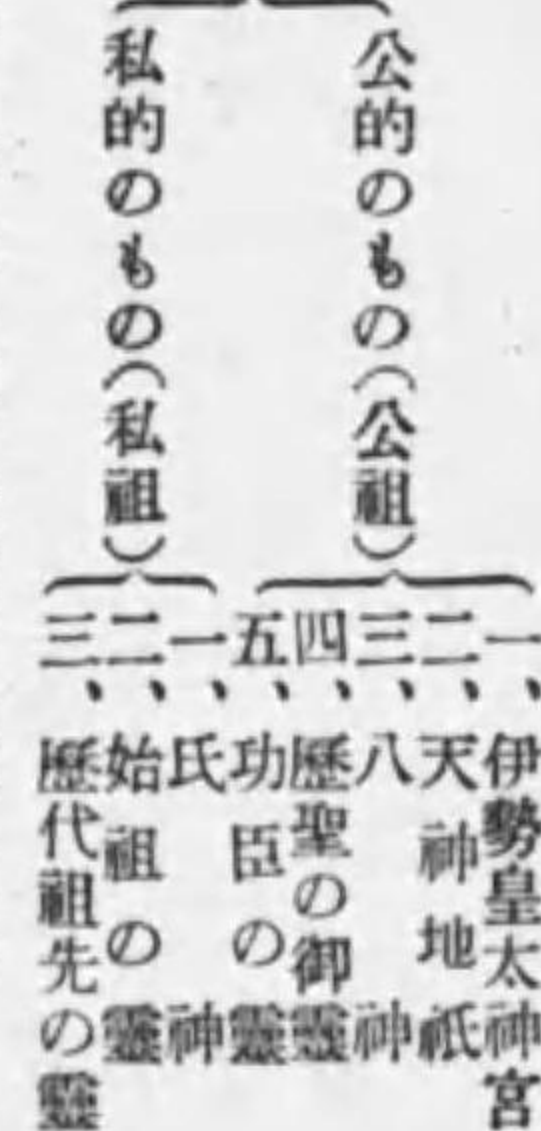 公的のもの（公祖）
一、伊勢皇太神宮
二、天神地祇
三、八神
四、歷聖の御靈
五、功臣の靈
私的のもの（私祖）
一、氏神
二、始祖の靈
三、歷代祖先の靈